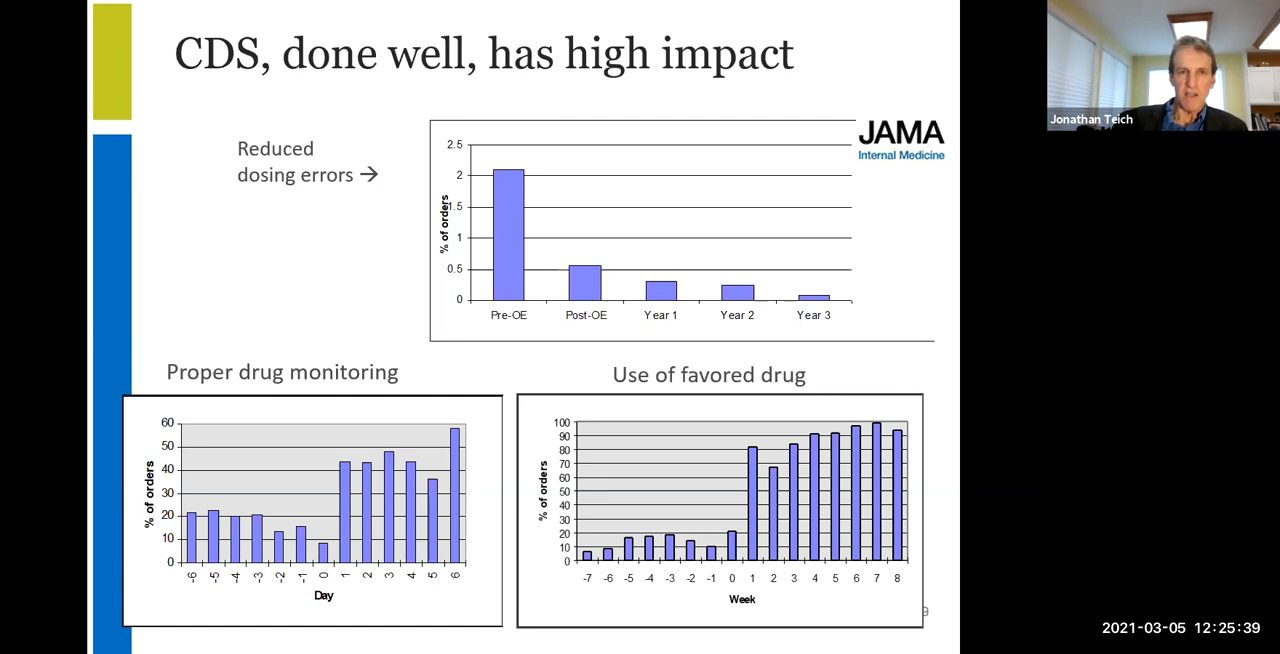 CDS, done well, has high impact
Jonathan Teich
Reduced
dosing errors →
JAMA
Internal Medicine
% of orders
2.5
2
1.5
1
0.5
0
Pre-OE Post-OE Year 1 Year 2 Year 3
Proper drug monitoring
% of orders
60
50
40
30
20
10
0
-6 -5 -4 -3 -2 -1 0 1 2 3 4 5 6
Day
Use of favored drug
% of orders
100
90
80
70
60
50
40
30
20
10
0
-7 -6 -5 -4 -3 -2 -1 0 1 2 3 4 5 6 7 8
Week
9
2021-03-05 12:25:39